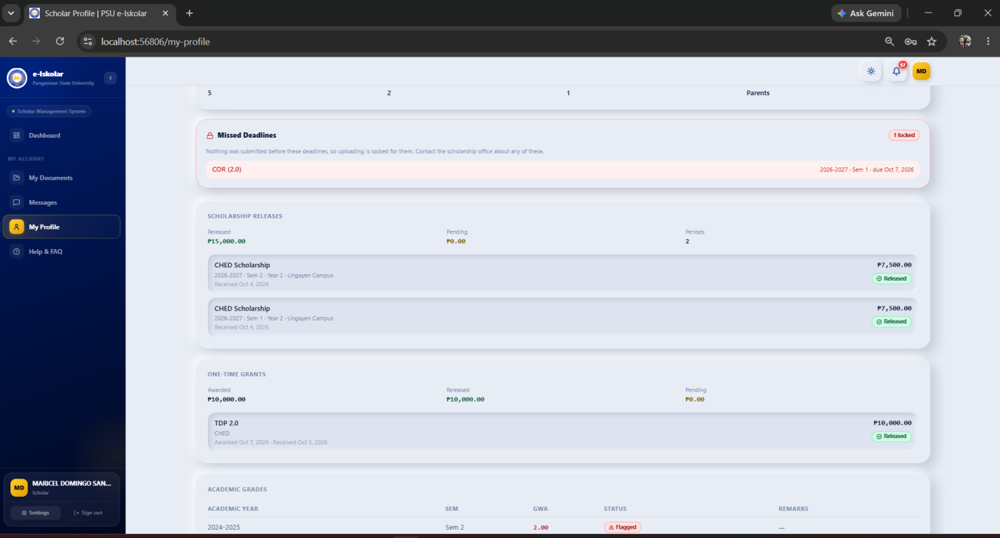 Scholar Profile | PSU e-Iskolar
Ask Gemini
localhost:56806/my-profile
e-Iskolar
Pangasinan State University
Scholar Management System
Dashboard
MY ACCOUNT
My Documents
Messages
My Profile
Help & FAQ
MD
MARICEL DOMINGO SAN...
Scholar
Settings
Sign out
17
MD
5 2 1 Parents
Missed Deadlines 1 locked
Nothing was submitted before these deadlines, so uploading is locked for them. Contact the scholarship office about any of these.
COR (2.0) 2026-2027 · Sem 1 · due Oct 7, 2026
SCHOLARSHIP RELEASES
Released Pending Periods
₱15,000.00 ₱0.00 2
CHED Scholarship ₱7,500.00
2026-2027 · Sem 2 · Year 2 · Lingayen Campus
Released
Received Oct 4, 2026
CHED Scholarship ₱7,500.00
2026-2027 · Sem 1 · Year 2 · Lingayen Campus
Released
Received Oct 4, 2026
ONE-TIME GRANTS
Awarded Released Pending
₱10,000.00 ₱10,000.00 ₱0.00
TDP 2.0 ₱10,000.00
CHED
Released
Awarded Oct 7, 2026 · Received Oct 5, 2026
ACADEMIC GRADES
ACADEMIC YEAR SEM GWA STATUS REMARKS
2024-2025 Sem 2 2.00 Flagged —